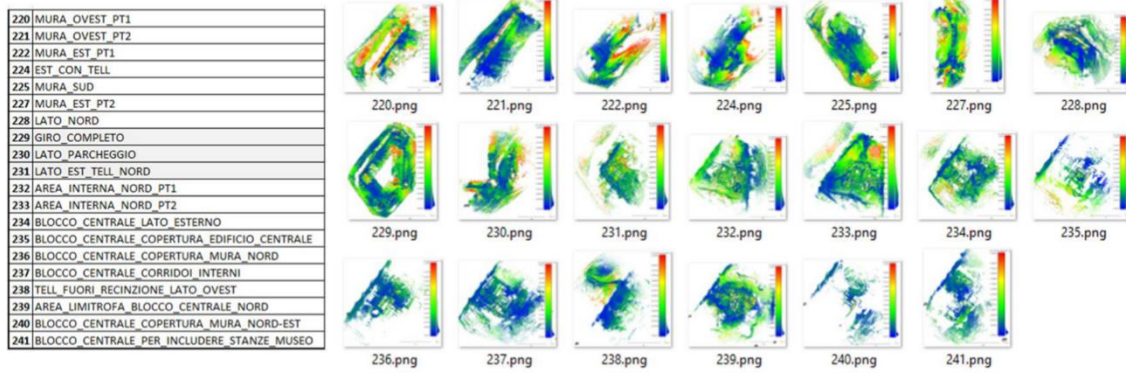 220 MURA_OVEST_PT1
221 MURA_OVEST_PT2
222 MURA_EST_PT1
224 EST_CON_TELL
225 MURA_SUD
227 MURA_EST_PT2
228 LATO_NORD
229 GIRO_COMPLETO
230 LATO_PARCHEGGIO
231 LATO_EST_TELL_NORD
232 AREA_INTERNA_NORD_PT1
233 AREA_INTERNA_NORD_PT2
234 BLOCCO_CENTRALE_LATO_ESTERNO
235 BLOCCO_CENTRALE_COPERTURA_EDIFICIO_CENTRALE
236 BLOCCO_CENTRALE_COPERTURA_MURA_NORD
237 BLOCCO_CENTRALE_CORRIDOI_INTERNI
238 TELL_FUORI_RECINZIONE_LATO_OVEST
239 AREA_LIMITROFA_BLOCCO_CENTRALE_NORD
240 BLOCCO_CENTRALE_COPERTURA_MURA_NORD-EST
241 BLOCCO_CENTRALE_PER_INCLUDERE_STANZE_MUSEO
220.png 221.png 222.png 224.png 225.png 227.png 228.png
229.png 230.png 231.png 232.png 233.png 234.png 235.png
236.png 237.png 238.png 239.png 240.png 241.png